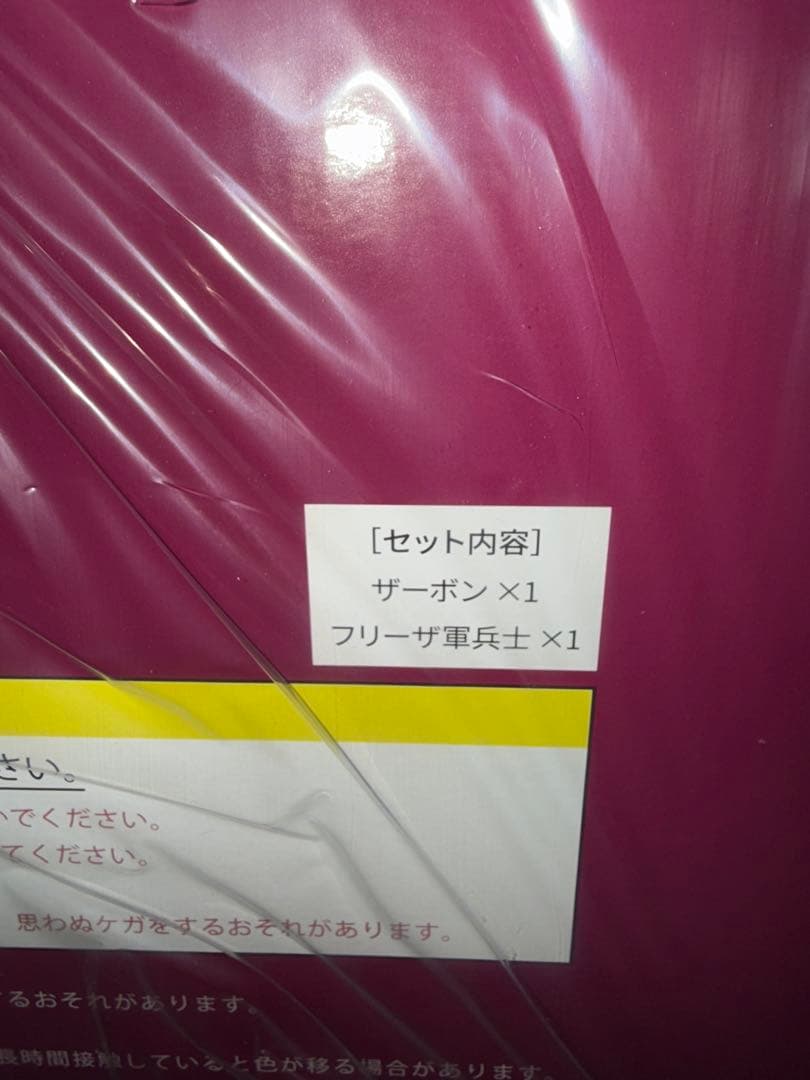 [セット内容]
ザーボン ×1
フリーザ軍兵士 ×1
さい。
いでください。
てください。
思わぬケガをするおそれがあります。
するおそれがあります。
長時間接触していると色が移る場合があります。